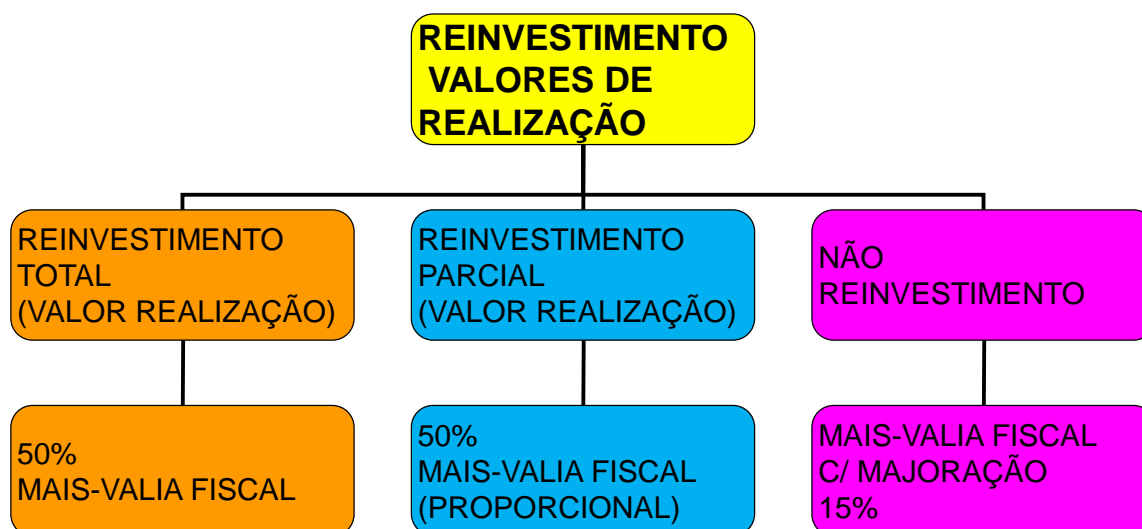 REINVESTIMENTO
VALORES DE
REALIZAÇÃO
REINVESTIMENTO
TOTAL
(VALOR REALIZAÇÃO)
REINVESTIMENTO
PARCIAL
(VALOR REALIZAÇÃO)
NÃO
REINVESTIMENTO
50%
MAIS-VALIA FISCAL
50%
MAIS-VALIA FISCAL
(PROPORCIONAL)
MAIS-VALIA FISCAL
C/ MAJORAÇÃO
15%